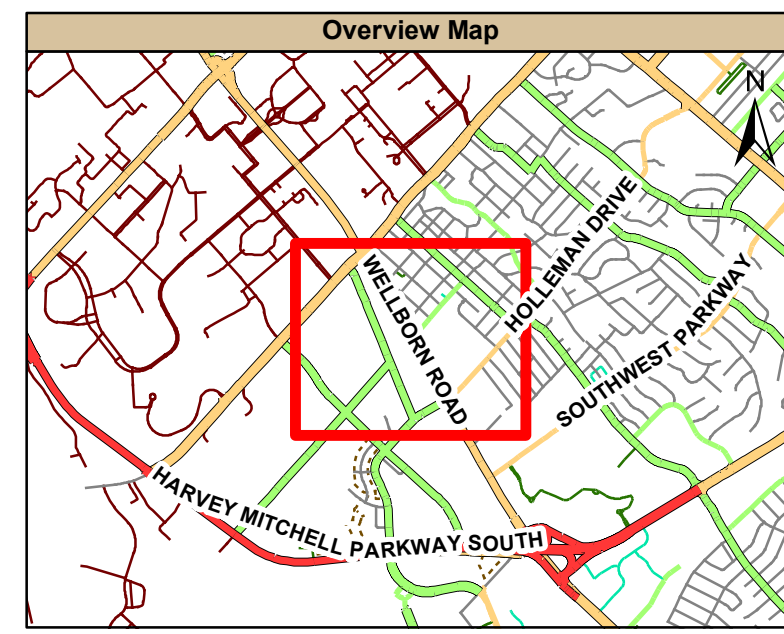 Overview Map
N
WELLBORN ROAD
HOLLEMAN DRIVE
SOUTHWEST PARKWAY
HARVEY MITCHELL PARKWAY SOUTH